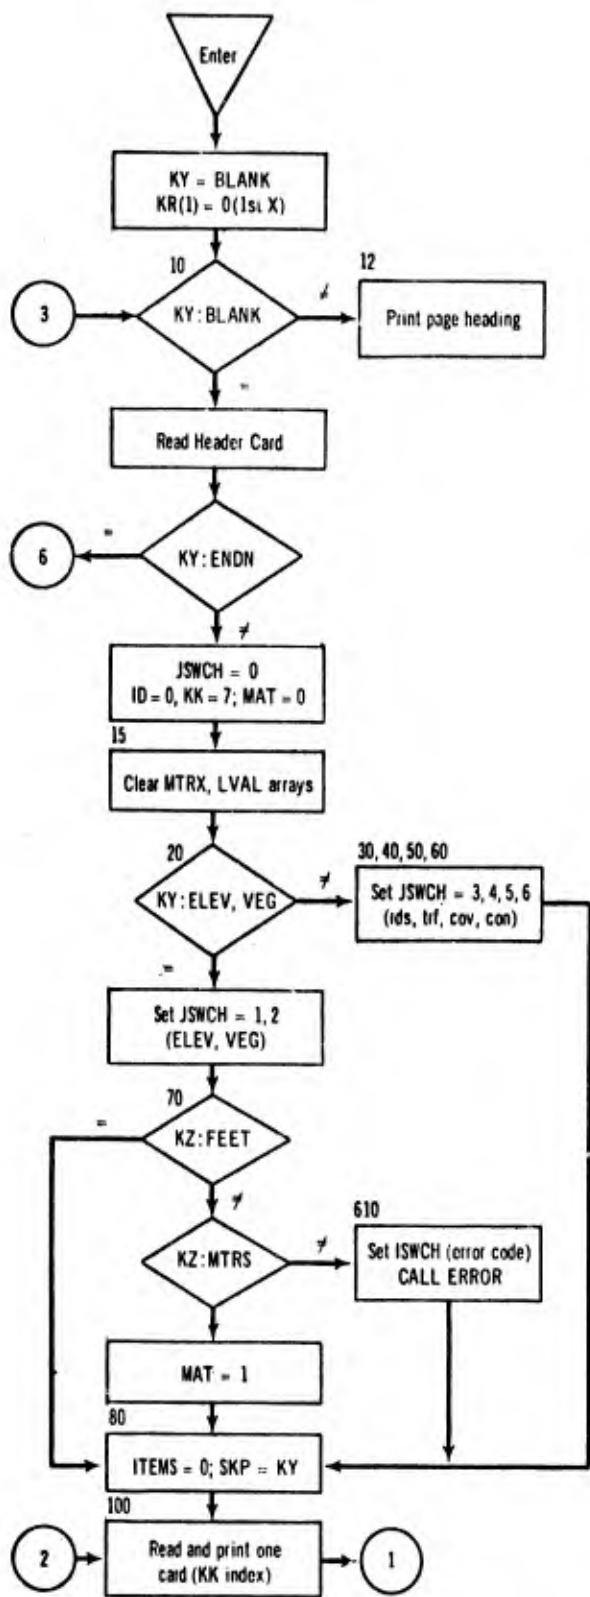 Enter
KY = BLANK
KR(1) = 0(1st X)
10
12
3
KY:BLANK
≠
Print page heading
=
Read Header Card
=
6
KY:ENDN
≠
JSWCH = 0
ID = 0, KK = 7; MAT = 0
15
Clear MTRX, LVAL arrays
20
30, 40, 50, 60
KY:ELEV, VEG
≠
Set JSWCH = 3, 4, 5, 6
(rds, trf, cov, con)
=
Set JSWCH = 1, 2
(ELEV, VEG)
70
=
KZ:FEET
≠
610
KZ:MTRS
≠
Set ISWCH (error code)
CALL ERROR
MAT = 1
80
ITEMS = 0; SKP = KY
100
2
Read and print one
card (KK index)
1